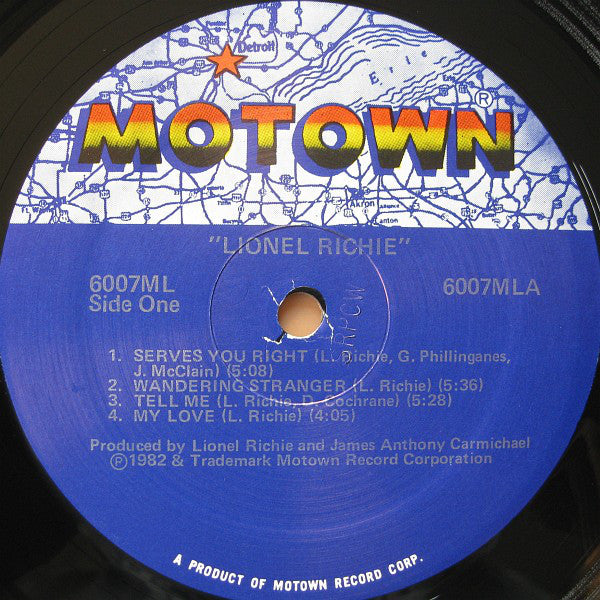 Detroit
Erie
MOTOWN®
Akron
"LIONEL RICHIE"
6007ML
Side One
6007MLA
1. SERVES YOU RIGHT (L. Richie, G. Phillinganes,
J. McClain) (5:08)
2. WANDERING STRANGER (L. Richie) (5:36)
3. TELL ME (L. Richie, D. Cochrane) (5:28)
4. MY LOVE (L. Richie) (4:05)
Produced by Lionel Richie and James Anthony Carmichael
Ⓟ1982 & Trademark Motown Record Corporation
A PRODUCT OF MOTOWN RECORD CORP.